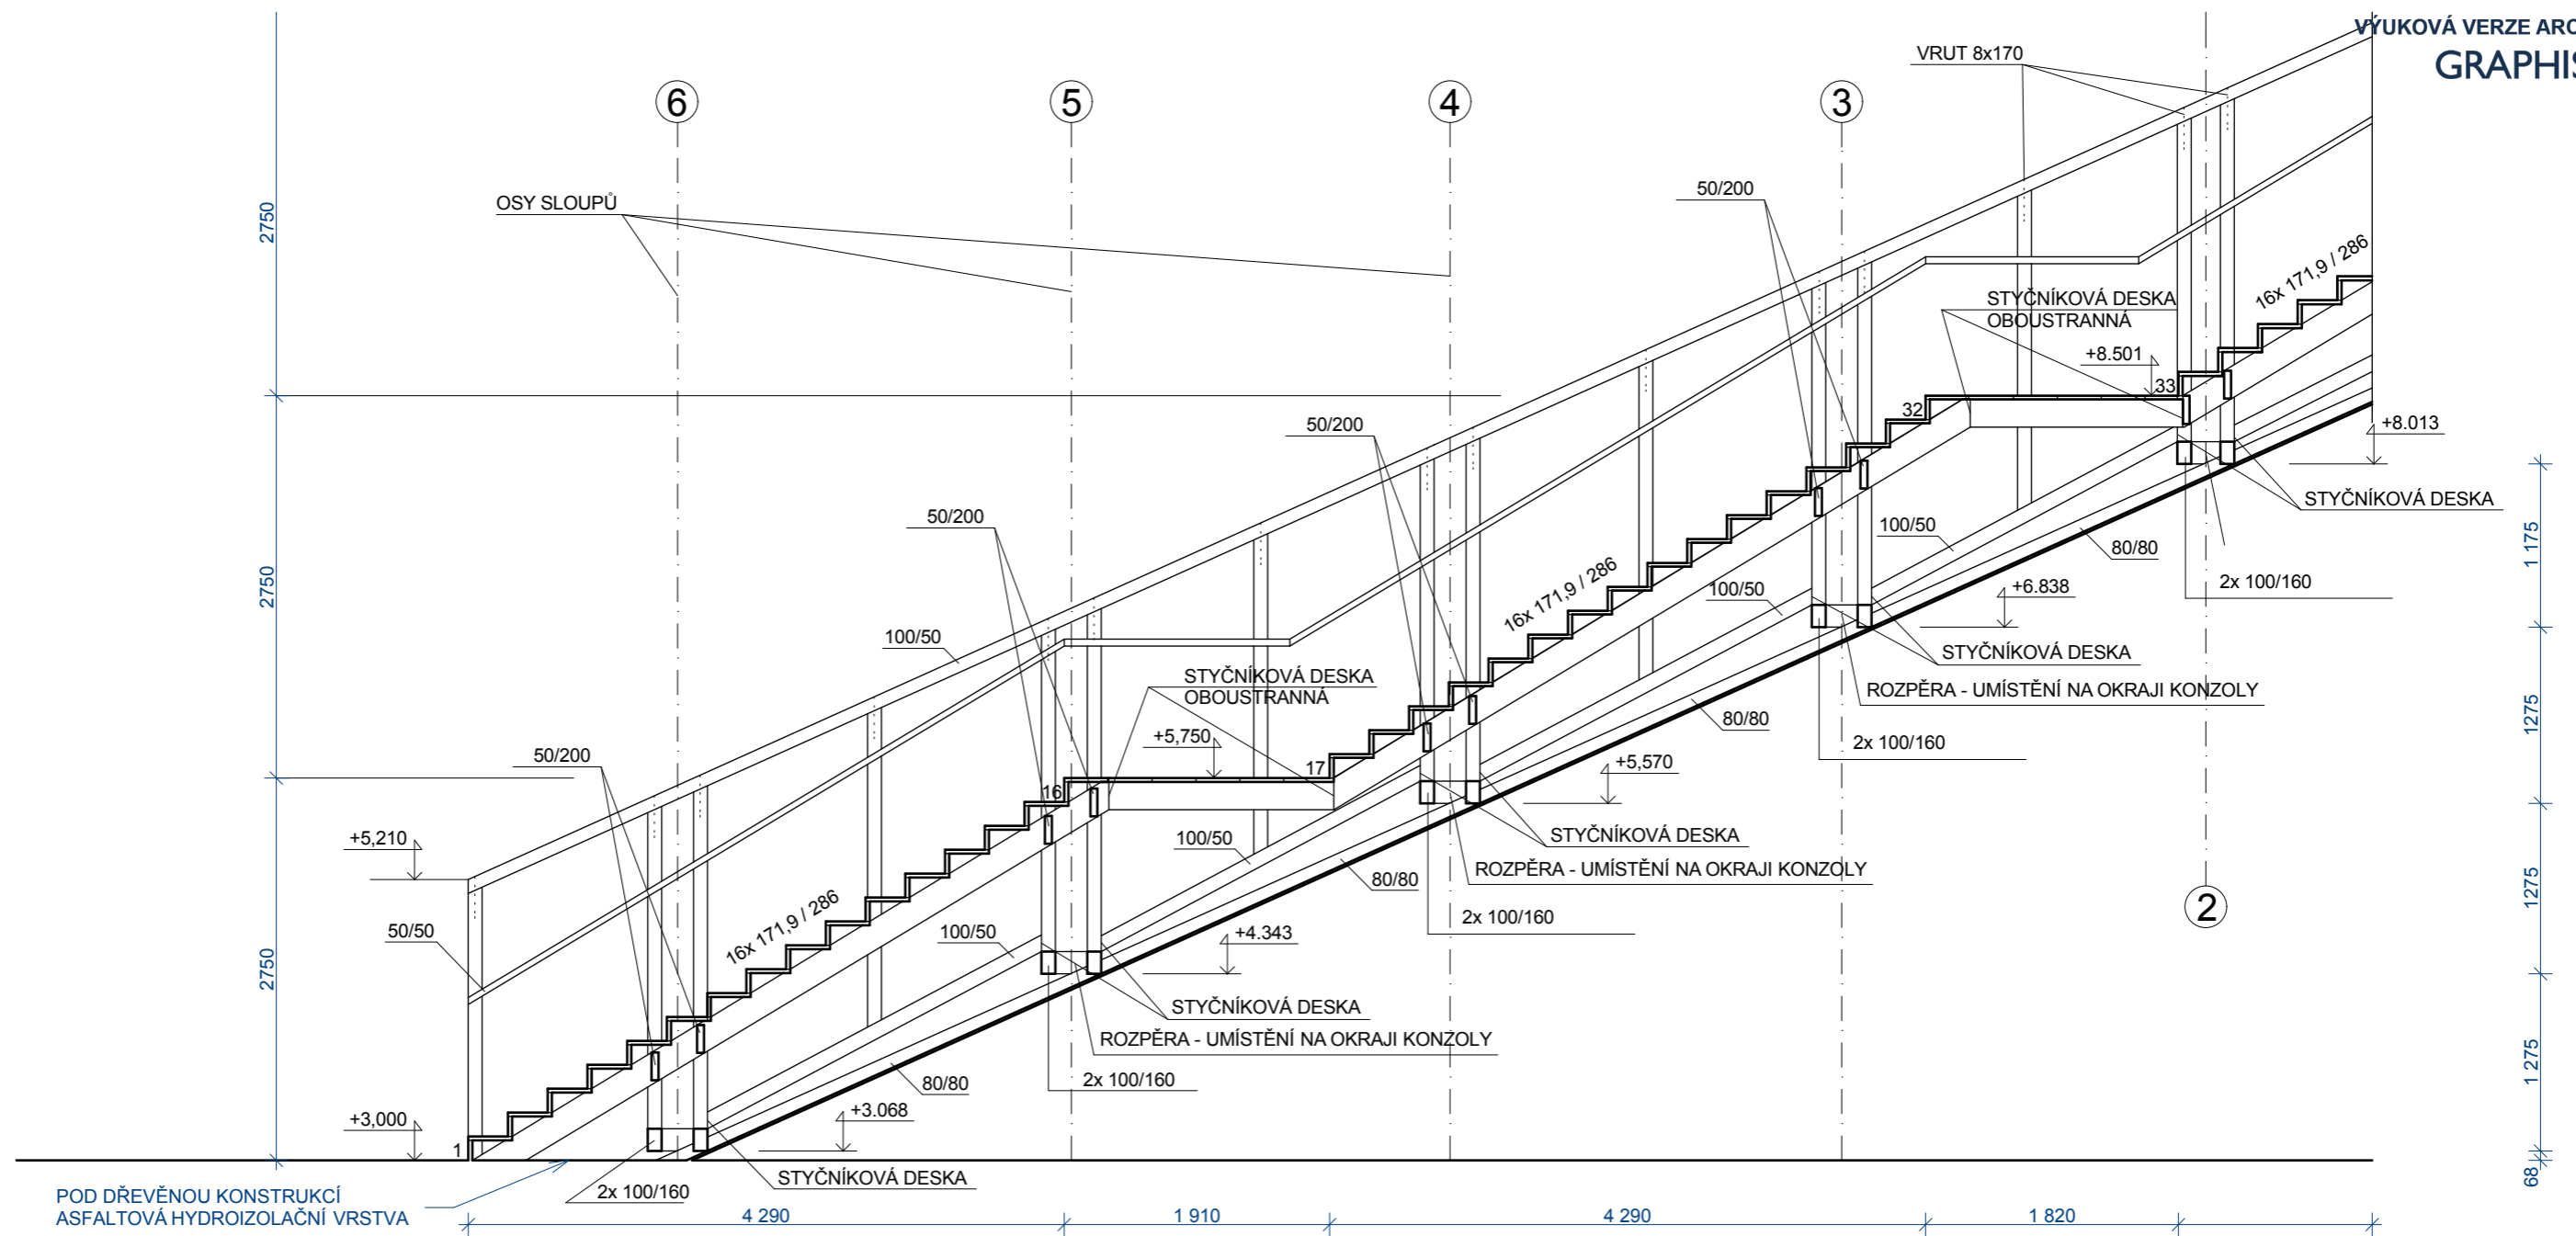 VÝUKOVÁ VERZE ARC
GRAPHIS
VRUT 8x170
6
5
4
3
OSY SLOUPŮ
50/200
2750
16x 171,9 / 286
STYČNÍKOVÁ DESKA
OBOUSTRANNÁ
+8.501
33
32
+8.013
50/200
STYČNÍKOVÁ DESKA
50/200
100/50
80/80
1 175
2750
16x 171,9 / 286
100/50
+6.838
2x 100/160
100/50
STYČNÍKOVÁ DESKA
STYČNÍKOVÁ DESKA
OBOUSTRANNÁ
ROZPĚRA - UMÍSTĚNÍ NA OKRAJI KONZOLY
1275
+5,750
17
80/80
50/200
2x 100/160
+5,570
16
+5,210
100/50
STYČNÍKOVÁ DESKA
ROZPĚRA - UMÍSTĚNÍ NA OKRAJI KONZOLY
80/80
1275
2
16x 171,9 / 286
2x 100/160
50/50
100/50
+4.343
2750
STYČNÍKOVÁ DESKA
ROZPĚRA - UMÍSTĚNÍ NA OKRAJI KONZOLY
1 275
80/80
2x 100/160
+3,000
+3.068
1
STYČNÍKOVÁ DESKA
68
2x 100/160
POD DŘEVĚNOU KONSTRUKCÍ
ASFALTOVÁ HYDROIZOLAČNÍ VRSTVA
4 290
1 910
4 290
1 820